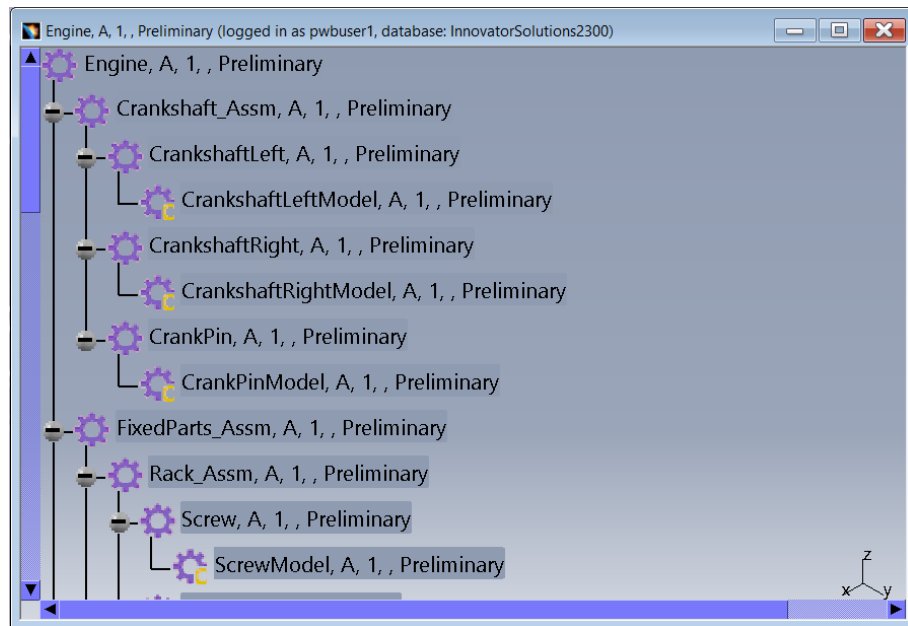 Engine, A, 1, , Preliminary (logged in as pwbuser1, database: InnovatorSolutions2300)
Engine, A, 1, , Preliminary
Crankshaft_Assm, A, 1, , Preliminary
CrankshaftLeft, A, 1, , Preliminary
CrankshaftLeftModel, A, 1, , Preliminary
CrankshaftRight, A, 1, , Preliminary
CrankshaftRightModel, A, 1, , Preliminary
CrankPin, A, 1, , Preliminary
CrankPinModel, A, 1, , Preliminary
FixedParts_Assm, A, 1, , Preliminary
Rack_Assm, A, 1, , Preliminary
Screw, A, 1, , Preliminary
ScrewModel, A, 1, , Preliminary
z
x y